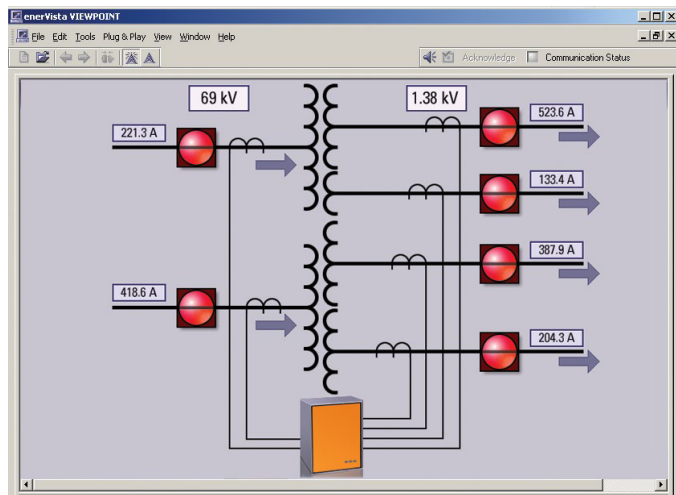 enerVista VIEWPOINT
File Edit Tools Plug & Play View Window Help
Acknowledge Communication Status
69 kV 1.38 kV
523.6 A
221.3 A
133.4 A
387.9 A
418.6 A
204.3 A